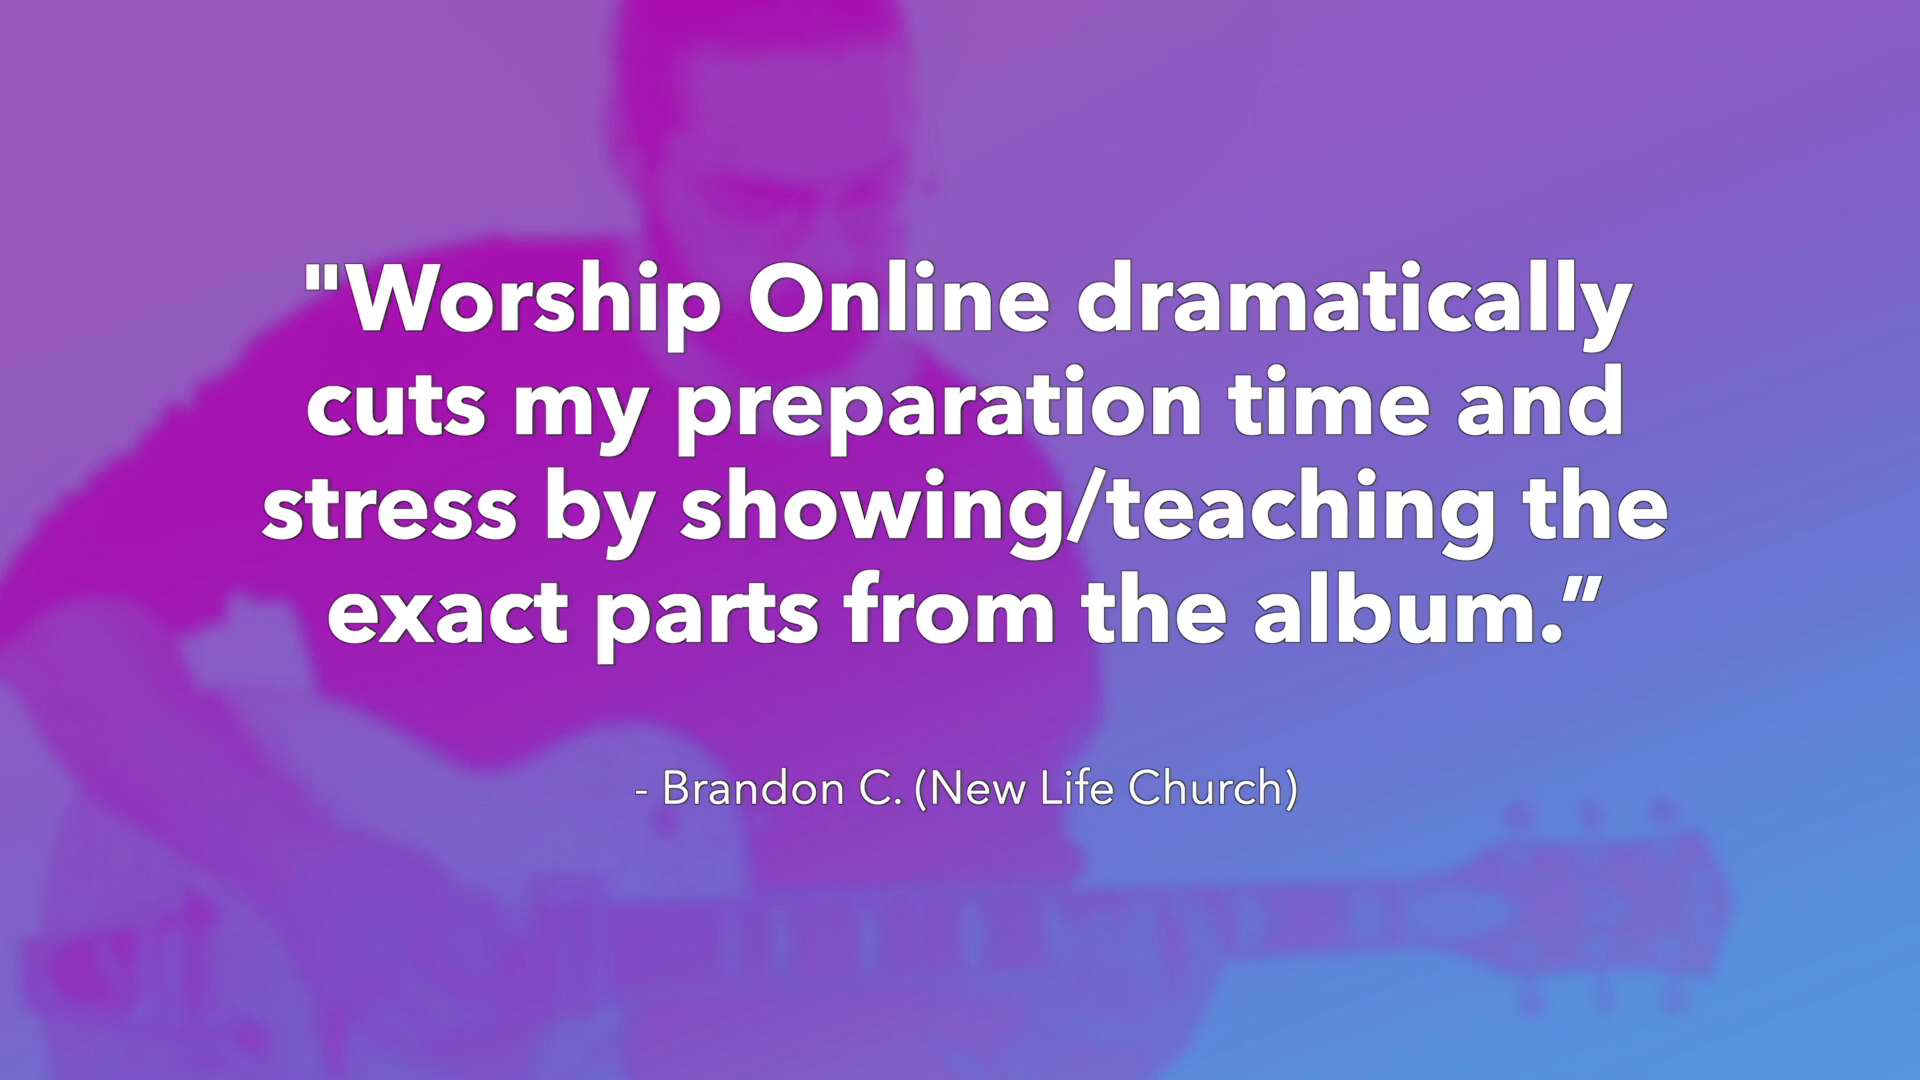 "Worship Online dramatically
cuts my preparation time and
stress by showing/teaching the
exact parts from the album.”
- Brandon C. (New Life Church)